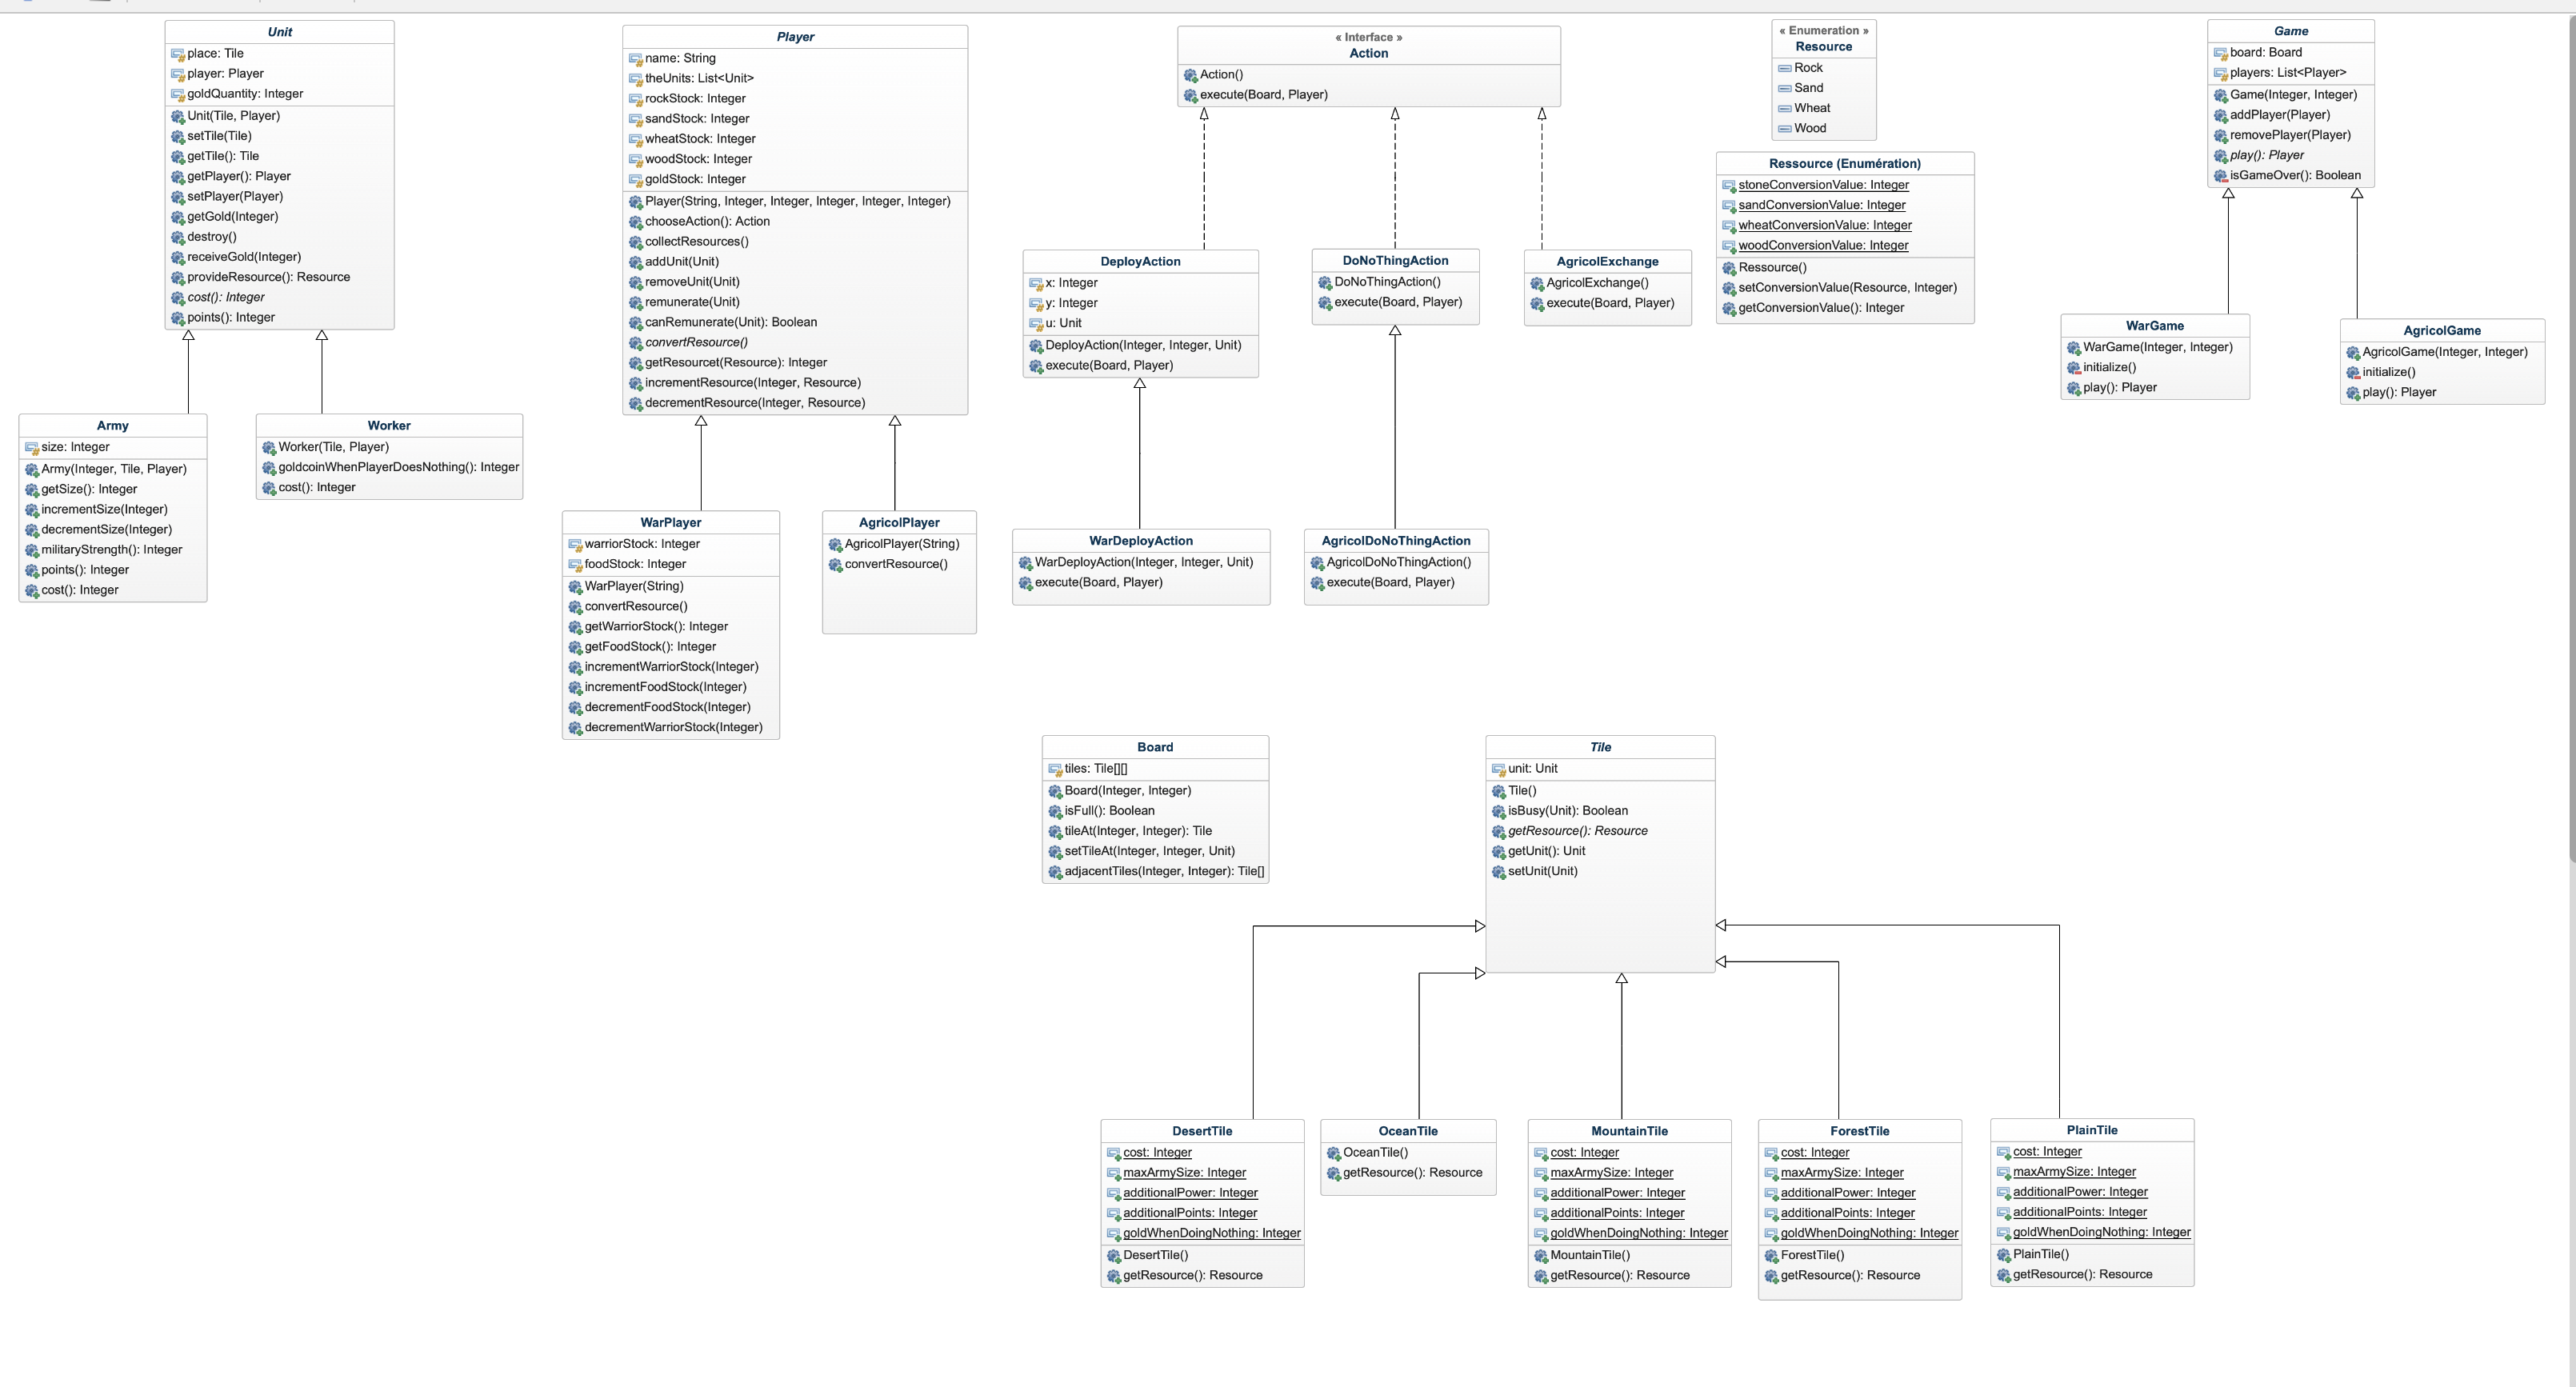 Unit
place: Tile
player: Player
goldQuantity: Integer
Unit(Tile, Player)
setTile(Tile)
getTile(): Tile
getPlayer(): Player
setPlayer(Player)
getGold(Integer)
destroy()
receiveGold(Integer)
provideResource(): Resource
cost(): Integer
points(): Integer
Army
size: Integer
Army(Integer, Tile, Player)
getSize(): Integer
incrementSize(Integer)
decrementSize(Integer)
militaryStrength(): Integer
points(): Integer
cost(): Integer
Worker
Worker(Tile, Player)
goldcoinWhenPlayerDoesNothing(): Integer
cost(): Integer
Player
name: String
theUnits: List<Unit>
rockStock: Integer
sandStock: Integer
wheatStock: Integer
woodStock: Integer
goldStock: Integer
Player(String, Integer, Integer, Integer, Integer, Integer)
chooseAction(): Action
collectResources()
addUnit(Unit)
removeUnit(Unit)
remunerate(Unit)
canRemunerate(Unit): Boolean
convertResource()
getResourcet(Resource): Integer
incrementResource(Integer, Resource)
decrementResource(Integer, Resource)
WarPlayer
warriorStock: Integer
foodStock: Integer
WarPlayer(String)
convertResource()
getWarriorStock(): Integer
getFoodStock(): Integer
incrementWarriorStock(Integer)
incrementFoodStock(Integer)
decrementFoodStock(Integer)
decrementWarriorStock(Integer)
AgricolPlayer
AgricolPlayer(String)
convertResource()
« Interface »
Action
Action()
execute(Board, Player)
DeployAction
x: Integer
y: Integer
u: Unit
DeployAction(Integer, Integer, Unit)
execute(Board, Player)
DoNoThingAction
DoNoThingAction()
execute(Board, Player)
AgricolExchange
AgricolExchange()
execute(Board, Player)
WarDeployAction
WarDeployAction(Integer, Integer, Unit)
execute(Board, Player)
AgricolDoNoThingAction
AgricolDoNoThingAction()
execute(Board, Player)
« Enumeration »
Resource
Rock
Sand
Wheat
Wood
Ressource (Enumération)
stoneConversionValue: Integer
sandConversionValue: Integer
wheatConversionValue: Integer
woodConversionValue: Integer
Ressource()
setConversionValue(Resource, Integer)
getConversionValue(): Integer
Game
board: Board
players: List<Player>
Game(Integer, Integer)
addPlayer(Player)
removePlayer(Player)
play(): Player
isGameOver(): Boolean
WarGame
WarGame(Integer, Integer)
initialize()
play(): Player
AgricolGame
AgricolGame(Integer, Integer)
initialize()
play(): Player
Board
tiles: Tile[][]
Board(Integer, Integer)
isFull(): Boolean
tileAt(Integer, Integer): Tile
setTileAt(Integer, Integer, Unit)
adjacentTiles(Integer, Integer): Tile[]
Tile
unit: Unit
Tile()
isBusy(Unit): Boolean
getResource(): Resource
getUnit(): Unit
setUnit(Unit)
DesertTile
cost: Integer
maxArmySize: Integer
additionalPower: Integer
additionalPoints: Integer
goldWhenDoingNothing: Integer
DesertTile()
getResource(): Resource
OceanTile
OceanTile()
getResource(): Resource
MountainTile
cost: Integer
maxArmySize: Integer
additionalPower: Integer
additionalPoints: Integer
goldWhenDoingNothing: Integer
MountainTile()
getResource(): Resource
ForestTile
cost: Integer
maxArmySize: Integer
additionalPower: Integer
additionalPoints: Integer
goldWhenDoingNothing: Integer
ForestTile()
getResource(): Resource
PlainTile
cost: Integer
maxArmySize: Integer
additionalPower: Integer
additionalPoints: Integer
goldWhenDoingNothing: Integer
PlainTile()
getResource(): Resource